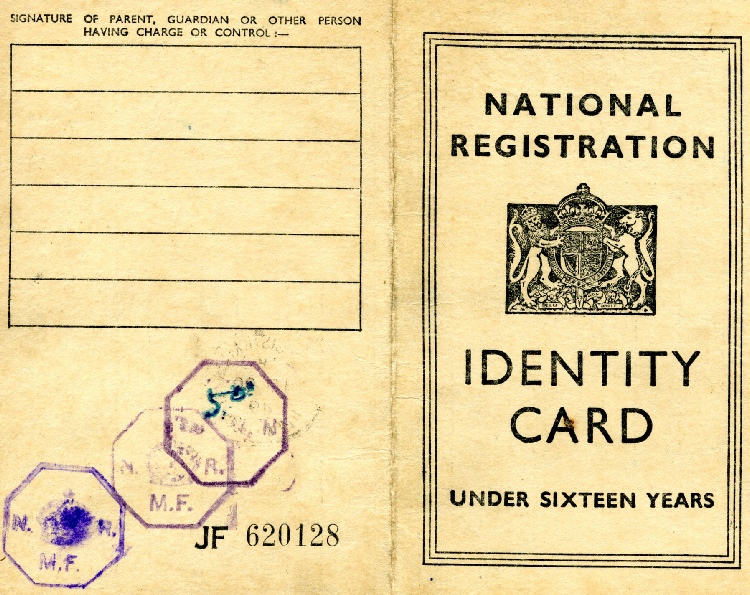 SIGNATURE OF PARENT, GUARDIAN OR OTHER PERSON
HAVING CHARGE OR CONTROL:—
N. R.
M.F.
N. R.
M.F.
N
JF 620128
NATIONAL
REGISTRATION
IDENTITY
CARD
UNDER SIXTEEN YEARS